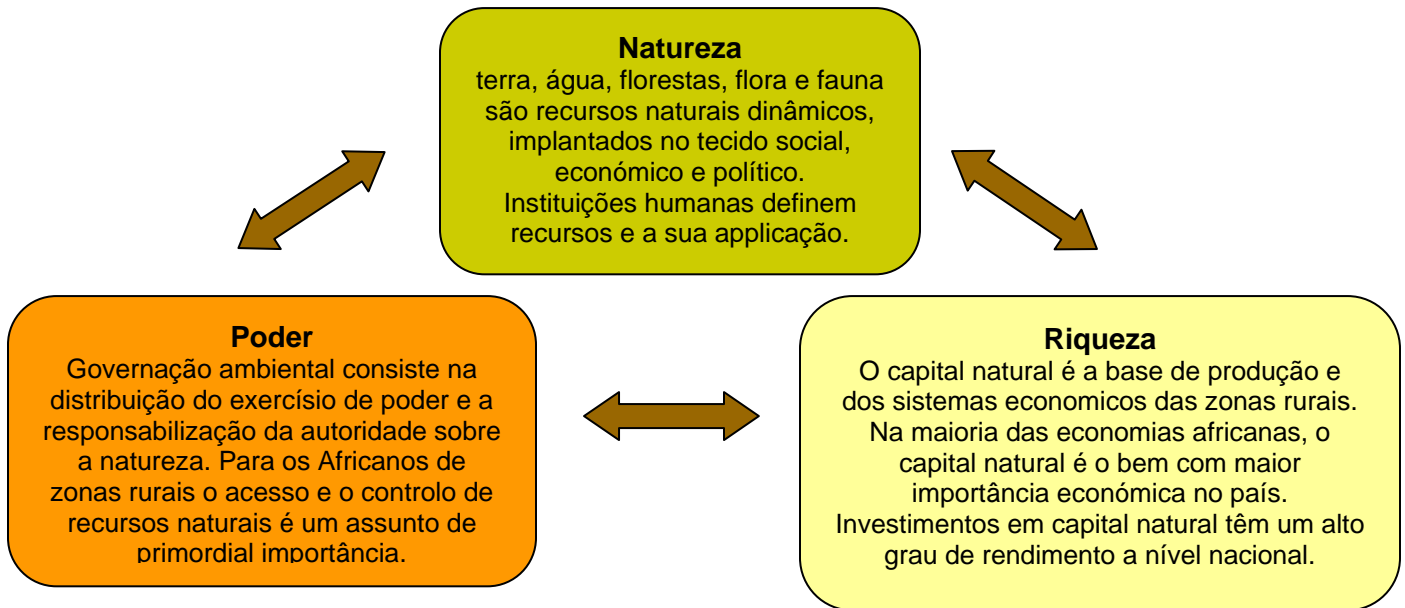 Natureza
terra, água, florestas, flora e fauna
são recursos naturais dinâmicos,
implantados no tecido social,
económico e político.
Instituições humanas definem
recursos e a sua applicação.
Poder
Governação ambiental consiste na
distribuição do exercísio de poder e a
responsabilização da autoridade sobre
a natureza. Para os Africanos de
zonas rurais o acesso e o controlo de
recursos naturais é um assunto de
primordial importância.
Riqueza
O capital natural é a base de produção e
dos sistemas economicos das zonas rurais.
Na maioria das economias africanas, o
capital natural é o bem com maior
importância económica no país.
Investimentos em capital natural têm um alto
grau de rendimento a nível nacional.